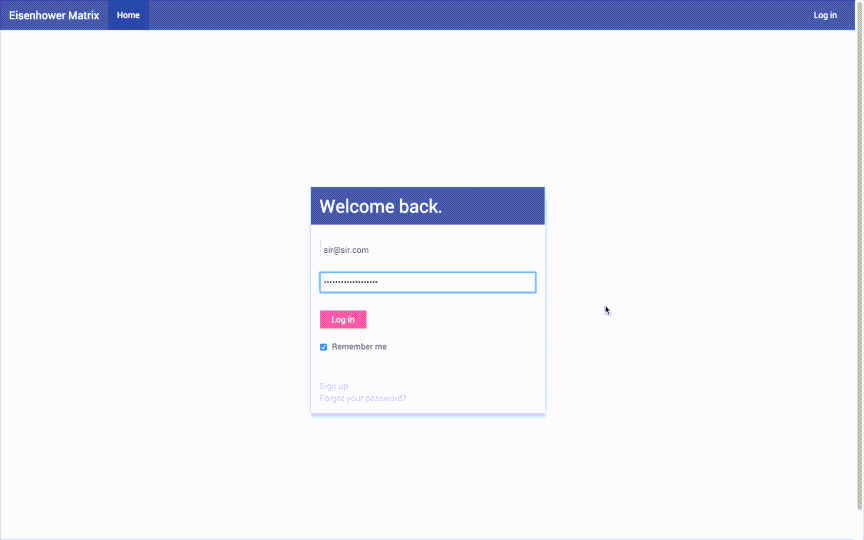 Eisenhower Matrix Home Log in
Welcome back.
sir@sir.com
••••••••••••••••••
Log in
Remember me
Sign up
Forgot your password?